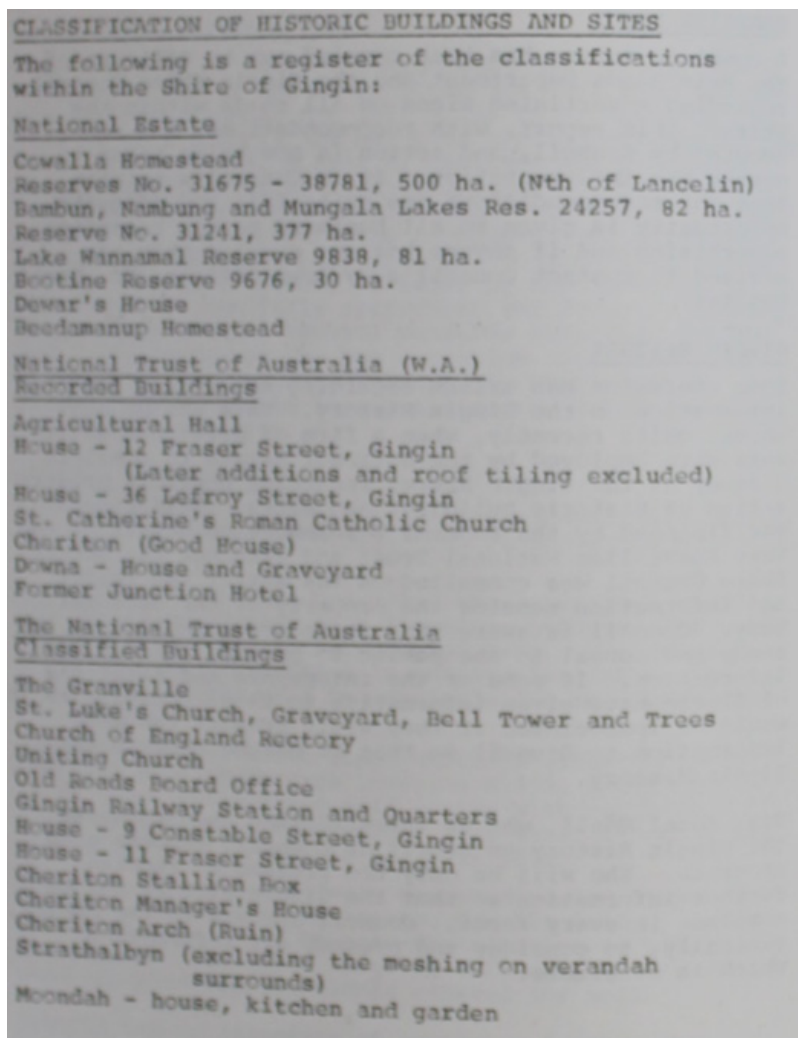 CLASSIFICATION OF HISTORIC BUILDINGS AND SITES
The following is a register of the classifications
within the Shire of Gingin:
National Estate
Cowalla Homestead
Reserves No. 31675 - 38781, 500 ha. (Nth of Lancelin)
Bambun, Nambung and Mungala Lakes Res. 24257, 82 ha.
Reserve No. 31241, 377 ha.
Lake Wannamal Reserve 9838, 81 ha.
Bootine Reserve 9676, 30 ha.
Dewar's House
Beedamanup Homestead
National Trust of Australia (W.A.)
Recorded Buildings
Agricultural Hall
House - 12 Fraser Street, Gingin
(Later additions and roof tiling excluded)
House - 36 Lefroy Street, Gingin
St. Catherine's Roman Catholic Church
Cheriton (Good House)
Downa - House and Graveyard
Former Junction Hotel
The National Trust of Australia
Classified Buildings
The Granville
St. Luke's Church, Graveyard, Bell Tower and Trees
Church of England Rectory
Uniting Church
Old Roads Board Office
Gingin Railway Station and Quarters
House - 9 Constable Street, Gingin
House - 11 Fraser Street, Gingin
Cheriton Stallion Box
Cheriton Manager's House
Cheriton Arch (Ruin)
Strathalbyn (excluding the meshing on verandah
surrounds)
Moondah - house, kitchen and garden